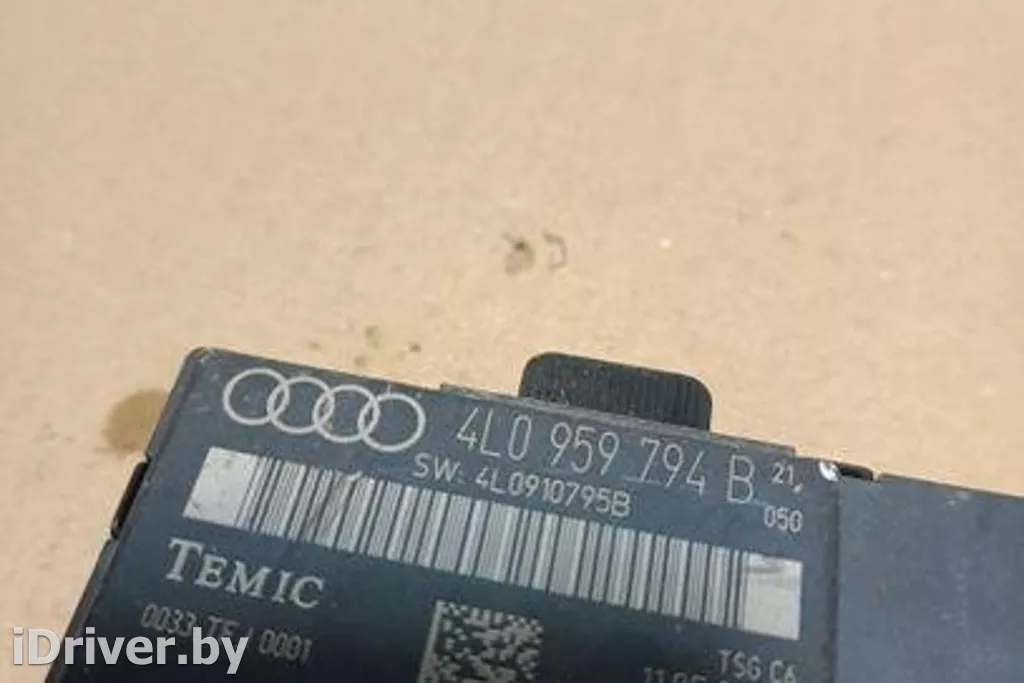 4L0 959 794 B 21,
SW: 4L0910795B 050
TEMIC
0033 TE / 0001
TSG C6
iDriver.by